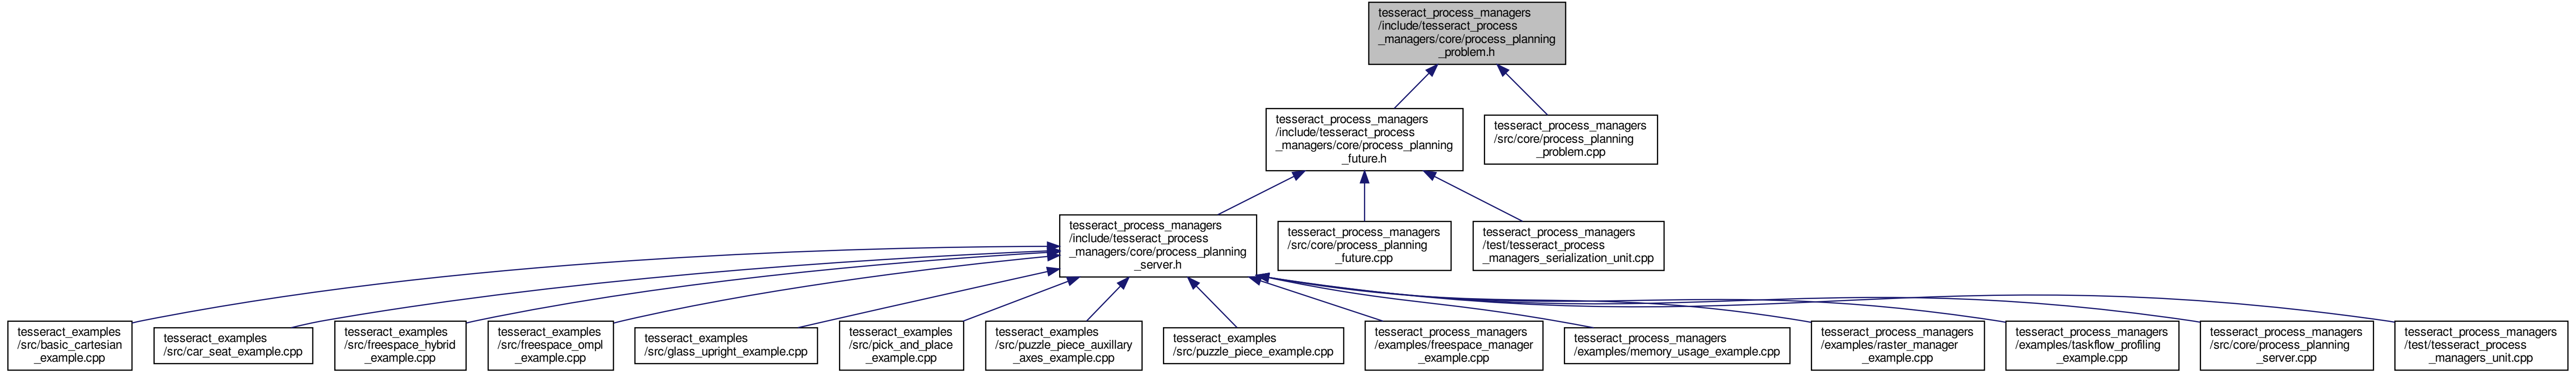 tesseract_process_managers
/include/tesseract_process
_managers/core/process_planning
_problem.h
tesseract_process_managers
/include/tesseract_process
_managers/core/process_planning
_future.h
tesseract_process_managers
/src/core/process_planning
_problem.cpp
tesseract_process_managers
/include/tesseract_process
_managers/core/process_planning
_server.h
tesseract_process_managers
/src/core/process_planning
_future.cpp
tesseract_process_managers
/test/tesseract_process
_managers_serialization_unit.cpp
tesseract_examples
/src/basic_cartesian
_example.cpp
tesseract_examples
/src/car_seat_example.cpp
tesseract_examples
/src/freespace_hybrid
_example.cpp
tesseract_examples
/src/freespace_ompl
_example.cpp
tesseract_examples
/src/glass_upright_example.cpp
tesseract_examples
/src/pick_and_place
_example.cpp
tesseract_examples
/src/puzzle_piece_auxillary
_axes_example.cpp
tesseract_examples
/src/puzzle_piece_example.cpp
tesseract_process_managers
/examples/freespace_manager
_example.cpp
tesseract_process_managers
/examples/memory_usage_example.cpp
tesseract_process_managers
/examples/raster_manager
_example.cpp
tesseract_process_managers
/examples/taskflow_profiling
_example.cpp
tesseract_process_managers
/src/core/process_planning
_server.cpp
tesseract_process_managers
/test/tesseract_process
_managers_unit.cpp